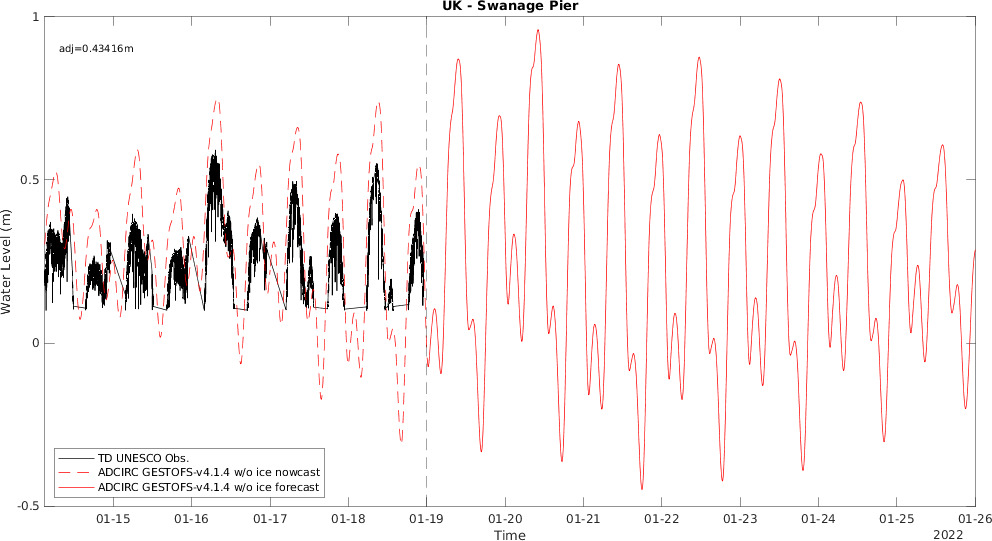 UK - Swanage Pier
adj=0.43416m
Water Level (m)
1
0.5
0
-0.5
TD UNESCO Obs.
ADCIRC GESTOFS-v4.1.4 w/o ice nowcast
ADCIRC GESTOFS-v4.1.4 w/o ice forecast
01-15 01-16 01-17 01-18 01-19 01-20 01-21 01-22 01-23 01-24 01-25 01-26
Time
2022